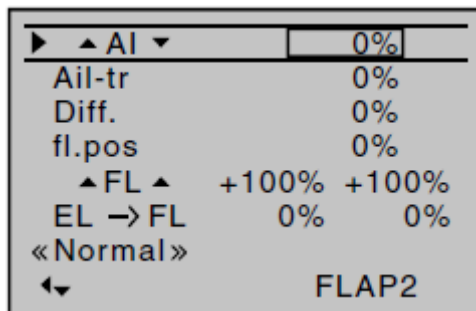 ▶ ▲ AI ▼ 0%
Ail-tr 0%
Diff. 0%
fl.pos 0%
▲ FL ▲ +100% +100%
EL –> FL 0% 0%
«Normal»
FLAP2